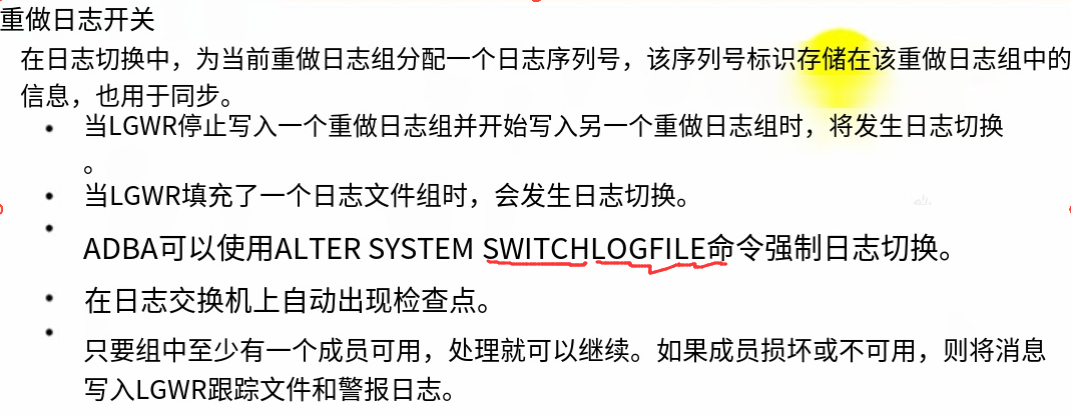 重做日志开关
在日志切换中，为当前重做日志组分配一个日志序列号，该序列号标识存储在该重做日志组中的
信息，也用于同步。
• 当LGWR停止写入一个重做日志组并开始写入另一个重做日志组时，将发生日志切换
。
• 当LGWR填充了一个日志文件组时，会发生日志切换。
• ADBA可以使用ALTER SYSTEM SWITCHLOGFILE命令强制日志切换。
• 在日志交换机上自动出现检查点。
• 只要组中至少有一个成员可用，处理就可以继续。如果成员损坏或不可用，则将消息
写入LGWR跟踪文件和警报日志。